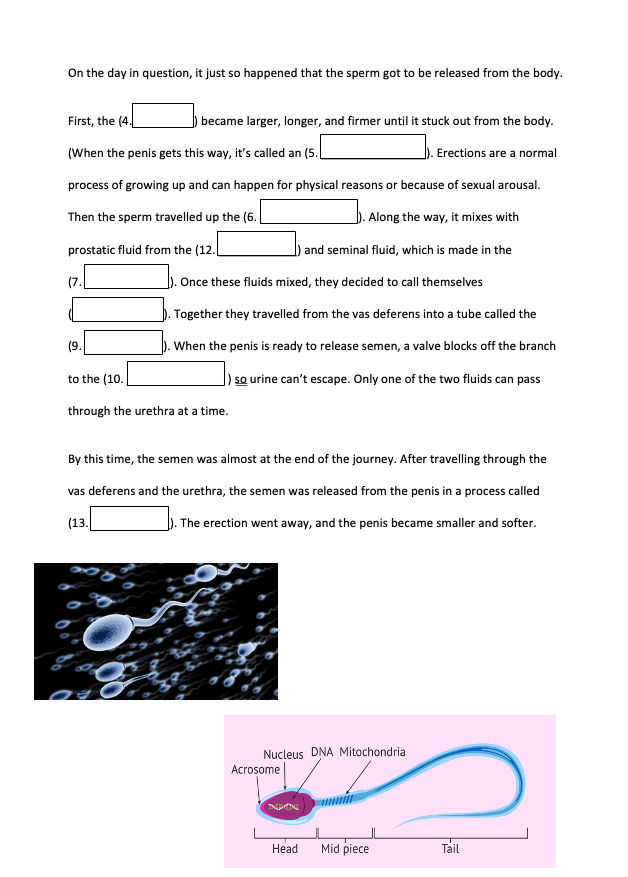 On the day in question, it just so happened that the sperm got to be released from the body.
First, the (4. ) became larger, longer, and firmer until it stuck out from the body.
(When the penis gets this way, it’s called an (5. ). Erections are a normal
process of growing up and can happen for physical reasons or because of sexual arousal.
Then the sperm travelled up the (6. ). Along the way, it mixes with
prostatic fluid from the (12. ) and seminal fluid, which is made in the
(7. ). Once these fluids mixed, they decided to call themselves
( ). Together they travelled from the vas deferens into a tube called the
(9. ). When the penis is ready to release semen, a valve blocks off the branch
to the (10. ) so urine can’t escape. Only one of the two fluids can pass
through the urethra at a time.
By this time, the semen was almost at the end of the journey. After travelling through the
vas deferens and the urethra, the semen was released from the penis in a process called
(13. ). The erection went away, and the penis became smaller and softer.
Nucleus DNA Mitochondria
Acrosome
Head Mid piece Tail